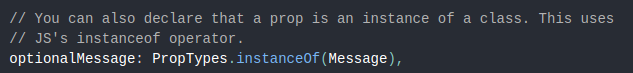 // You can also declare that a prop is an instance of a class. This uses
// JS's instanceof operator.
optionalMessage: PropTypes.instanceOf(Message),